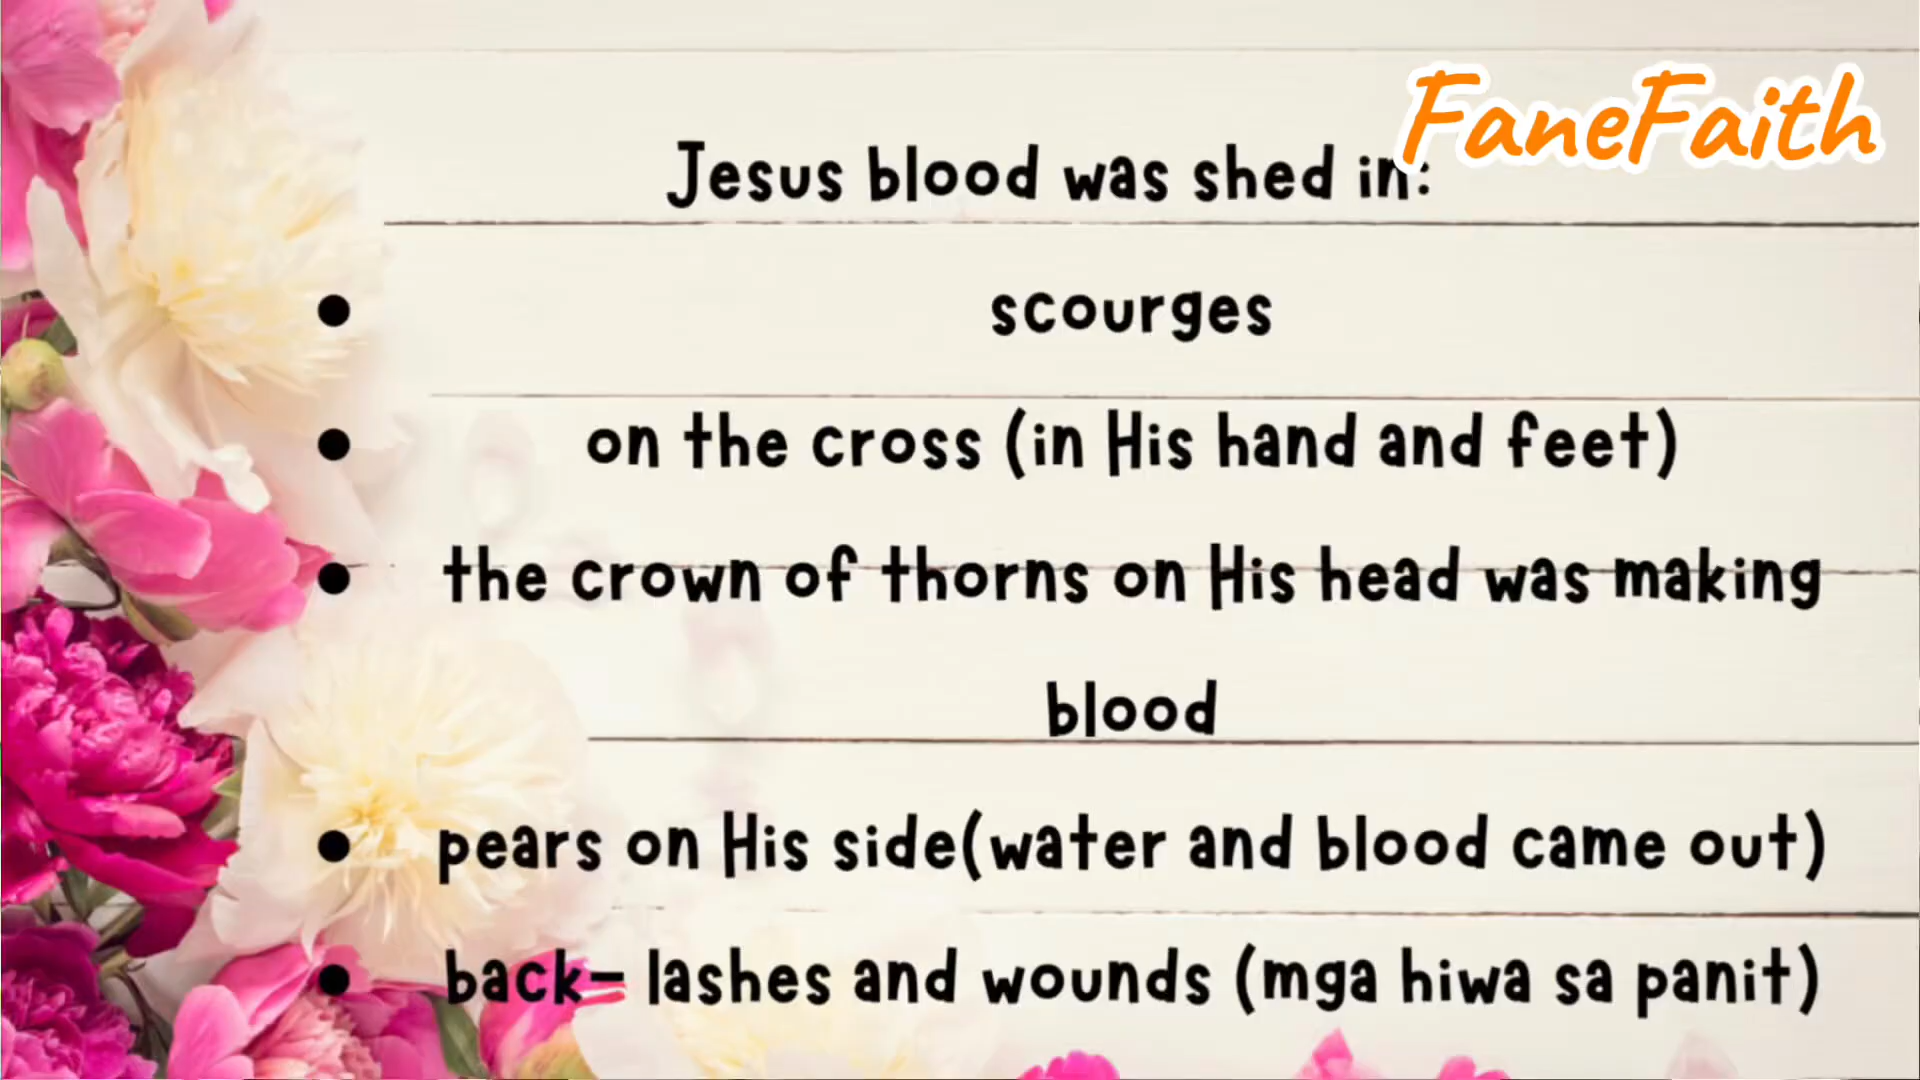 FaneFaith
Jesus blood was shed in:
• scourges
• on the cross (in His hand and feet)
• the crown of thorns on His head was making
blood
• pears on His side(water and blood came out)
• back- lashes and wounds (mga hiwa sa panit)